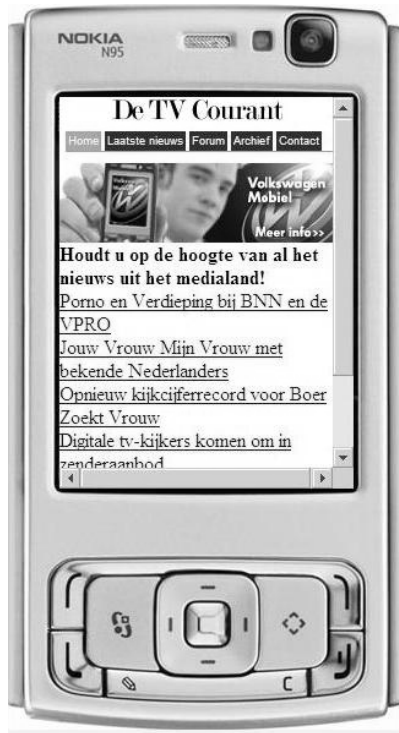 NOKIA
N95
De TV Courant
Home Laatste nieuws Forum Archief Contact
Volkswagen
Mobiel
Meer info>>
Houdt u op de hoogte van al het
nieuws uit het medialand!
Porno en Verdieping bij BNN en de
VPRO
Jouw Vrouw Mijn Vrouw met
bekende Nederlanders
Opnieuw kijkcijferrecord voor Boer
Zoekt Vrouw
Digitale tv-kijkers komen om in
zenderaanbod
C